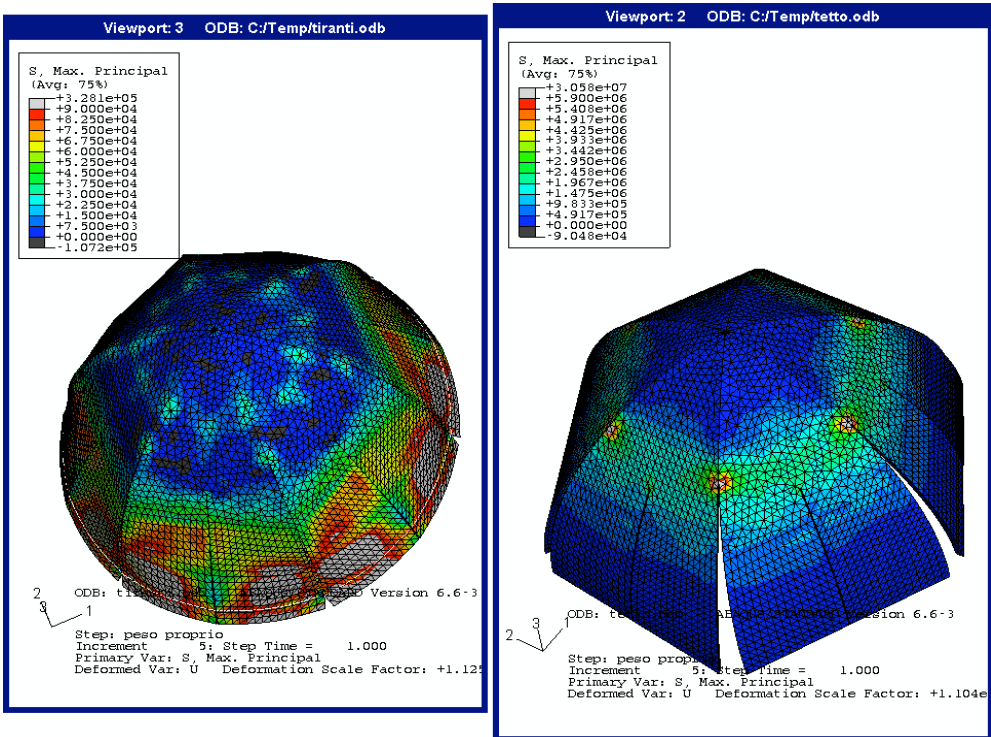 Viewport: 3 ODB: C:/Temp/tiranti.odb
S, Max. Principal
(Avg: 75%)
+3.281e+05
+9.000e+04
+8.250e+04
+7.500e+04
+6.750e+04
+6.000e+04
+5.250e+04
+4.500e+04
+3.750e+04
+3.000e+04
+2.250e+04
+1.500e+04
+7.500e+03
+0.000e+00
-1.072e+05
2
3
1
ODB: Version 6.6-3
Step: peso proprio
Increment 5: Step Time = 1.000
Primary Var: S, Max. Principal
Deformed Var: U Deformation Scale Factor: +1.125
Viewport: 2 ODB: C:/Temp/tetto.odb
S, Max. Principal
(Avg: 75%)
+3.058e+07
+5.900e+06
+5.408e+06
+4.917e+06
+4.425e+06
+3.933e+06
+3.442e+06
+2.950e+06
+2.458e+06
+1.967e+06
+1.475e+06
+9.833e+05
+4.917e+05
+0.000e+00
-9.048e+04
3
2
1
ODB: 6.6-3
Step: peso
Increment 5: Step Time = 1.000
Primary Var: S, Max. Principal
Deformed Var: U Deformation Scale Factor: +1.104e